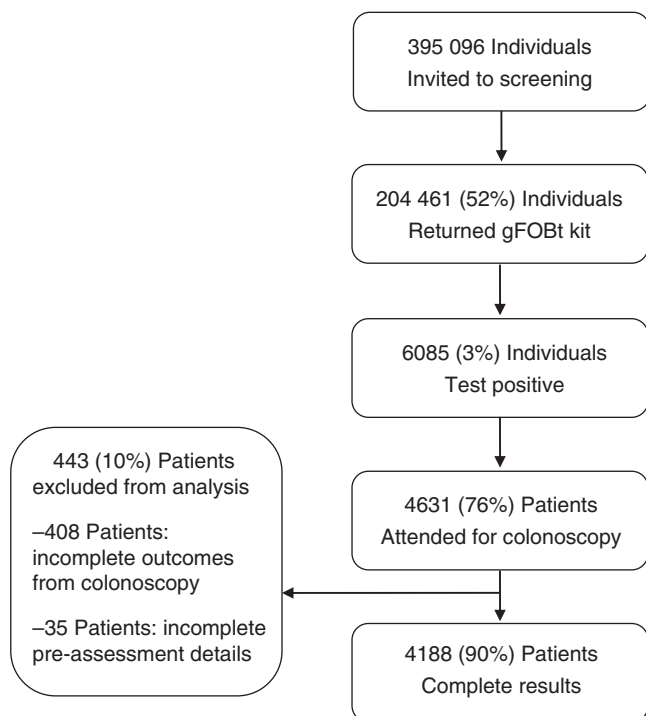 395 096 Individuals
Invited to screening
204 461 (52%) Individuals
Returned gFOBt kit
6085 (3%) Individuals
Test positive
443 (10%) Patients
excluded from analysis
–408 Patients:
incomplete outcomes
from colonoscopy
–35 Patients: incomplete
pre-assessment details
4631 (76%) Patients
Attended for colonoscopy
4188 (90%) Patients
Complete results